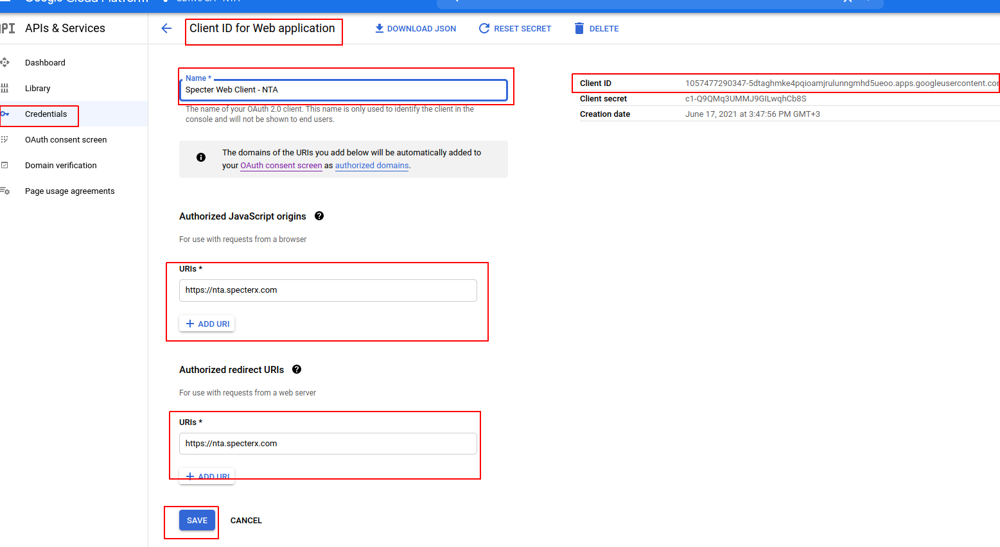 APIs & Services
Client ID for Web application
DOWNLOAD JSON
RESET SECRET
DELETE
Dashboard
Library
Credentials
OAuth consent screen
Domain verification
Page usage agreements
Name *
Specter Web Client - NTA
The name of your OAuth 2.0 client. This name is only used to identify the client in the
console and will not be shown to end users.
The domains of the URIs you add below will be automatically added to
your OAuth consent screen as authorized domains.
Authorized JavaScript origins
For use with requests from a browser
URIs *
https://nta.specterx.com
ADD URI
Authorized redirect URIs
For use with requests from a web server
URIs *
https://nta.specterx.com
ADD URI
SAVE
CANCEL
Client ID 1057477290347-5dtaghmke4pqioamjrulunngmhd5ueoo.apps.googleusercontent.com
Client secret c1-Q9QMq3UMMJ9GILwqhCb8S
Creation date June 17, 2021 at 3:47:56 PM GMT+3